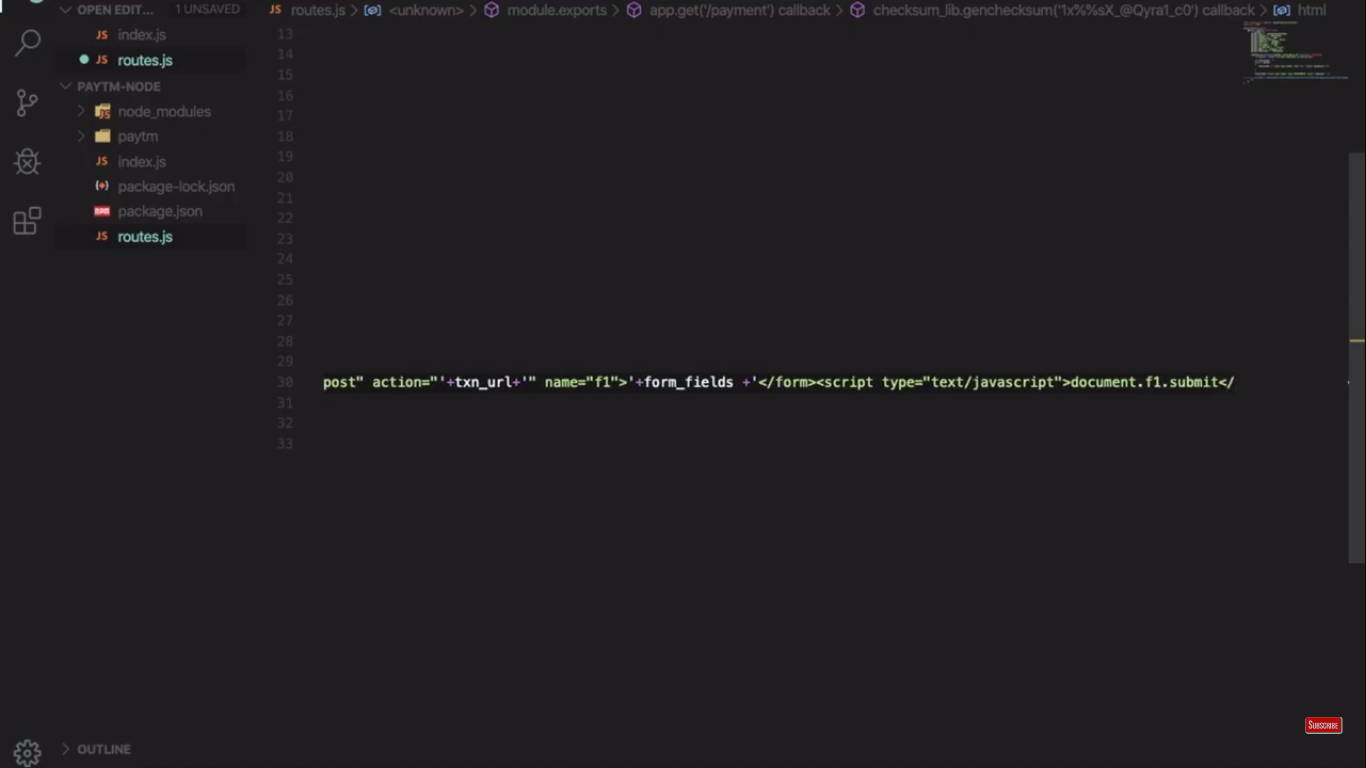 OPEN EDIT... 1 UNSAVED
JS index.js
JS routes.js
PAYTM-NODE
JS node_modules
paytm
JS index.js
package-lock.json
npm package.json
JS routes.js
OUTLINE
JS routes.js > <unknown> > module.exports > app.get('/payment') callback > checksum_lib.genchecksum('1x%%sX_@Qyra1_c0') callback > html
13
14
15
16
17
18
19
20
21
22
23
24
25
26
27
28
29
30 post" action="'+txn_url+'" name="f1">'+form_fields +'</form><script type="text/javascript">document.f1.submit</
31
32
33
SUBSCRIBE